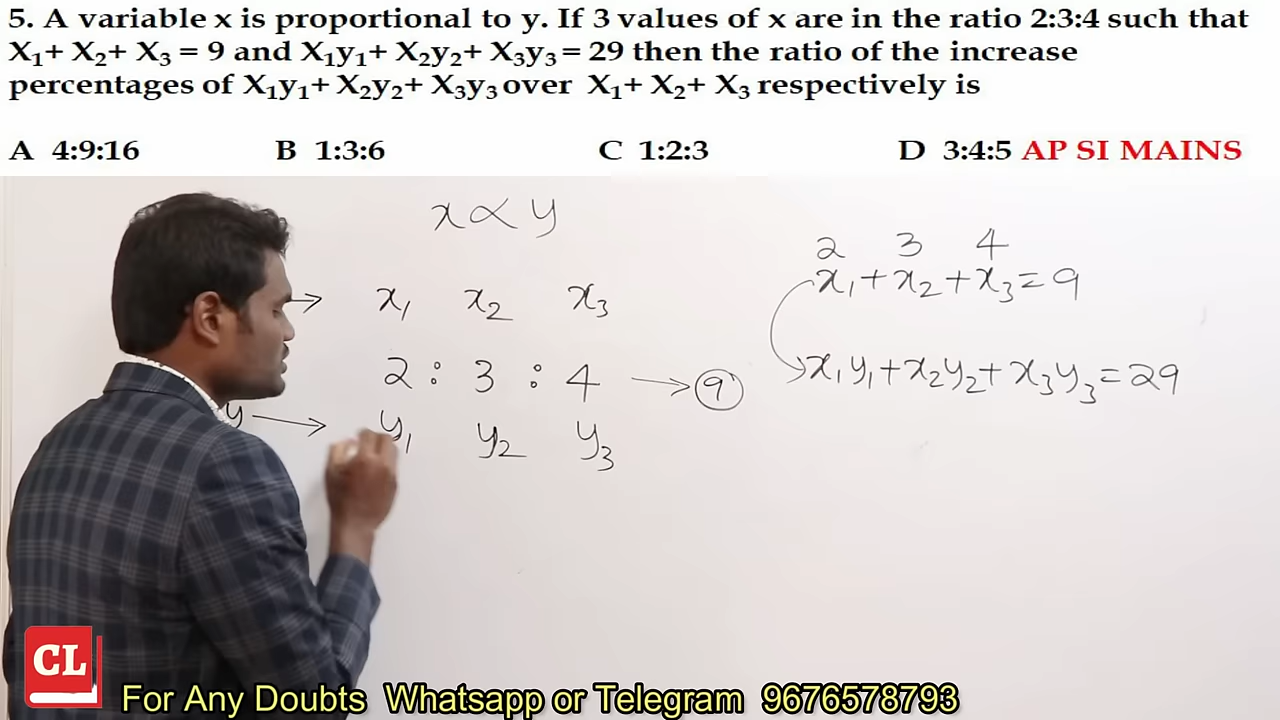 5. A variable x is proportional to y. If 3 values of x are in the ratio 2:3:4 such that
X₁+ X₂+ X₃ = 9 and X₁y₁+ X₂y₂+ X₃y₃ = 29 then the ratio of the increase
percentages of X₁y₁+ X₂y₂+ X₃y₃ over X₁+ X₂+ X₃ respectively is
A 4:9:16 B 1:3:6 C 1:2:3 D 3:4:5 AP SI MAINS
x ∝ y
→ x₁ x₂ x₃
2 : 3 : 4 → 9
y → y₁ y₂ y₃
2 3 4
x₁+x₂+x₃=9
x₁y₁+x₂y₂+x₃y₃=29
CL
For Any Doubts Whatsapp or Telegram 9676578793